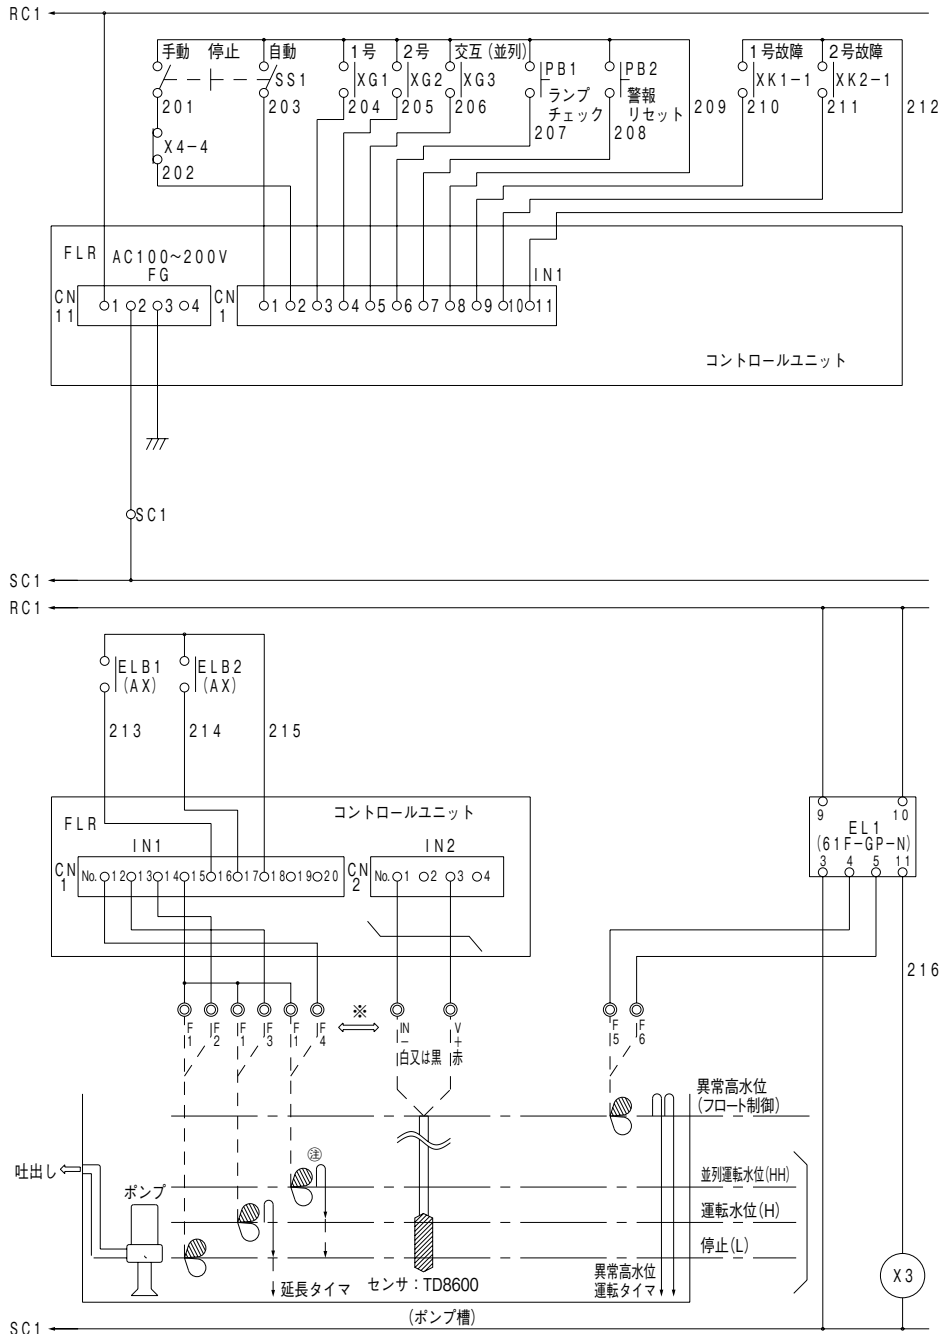 RC1
手動 停止 自動 1号 2号 交互(並列) 1号故障 2号故障
SS1 XG1 XG2 XG3 PB1 PB2 XK1-1 XK2-1
ランプ
チェック
警報
リセット
201 203 204 205 206 207 208 209 210 211 212
X4-4
202
FLR AC100~200V
FG
IN1
CN
11
1 2 3 4
CN
1
1 2 3 4 5 6 7 8 9 10 11
コントロールユニット
SC1
SC1
RC1
ELB1
(AX)
ELB2
(AX)
213 214 215
コントロールユニット
FLR
IN1 IN2
CN
1
No. 12 13 14 15 16 17 18 19 20
CN
2
No. 1 2 3 4
9 10
EL1
(61F-GP-N)
3 4 5 11
216
F1 F2 F1 F3 F1 F4
※
IN
-
V
+
白又は黒 赤
F5 F6
異常高水位
(フロート制御)
注
並列運転水位(HH)
運転水位(H)
停止(L)
吐出し
ポンプ
延長タイマ
センサ:TD8600
異常高水位
運転タイマ
X3
(ポンプ槽)
SC1